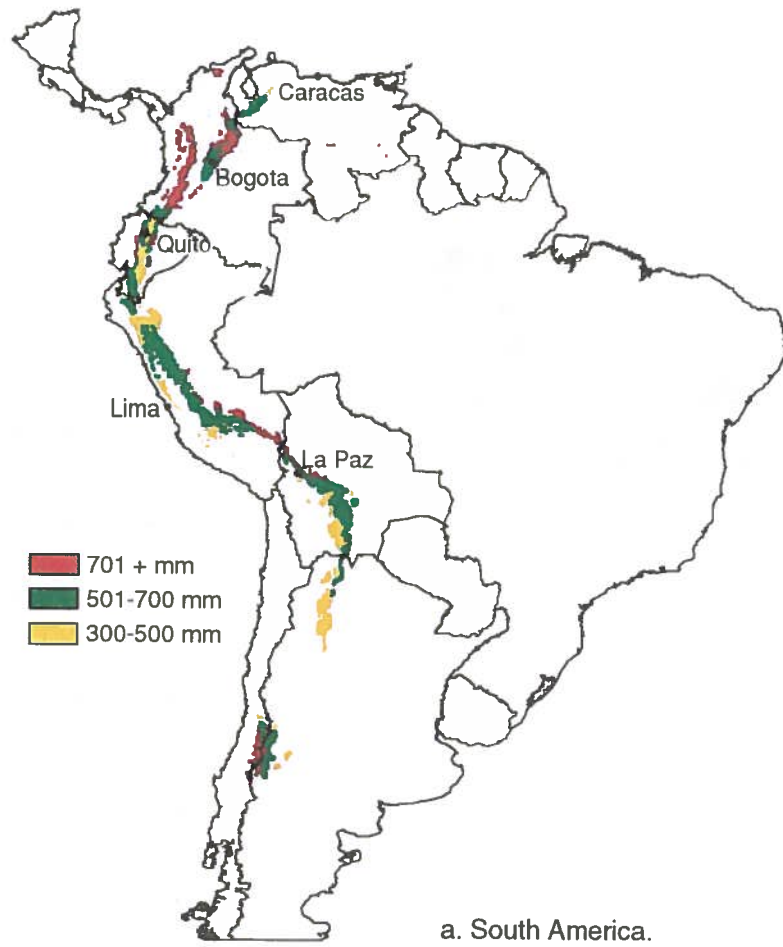 Caracas
Bogota
Quito
Lima
La Paz
701 + mm
501-700 mm
300-500 mm
a. South America.